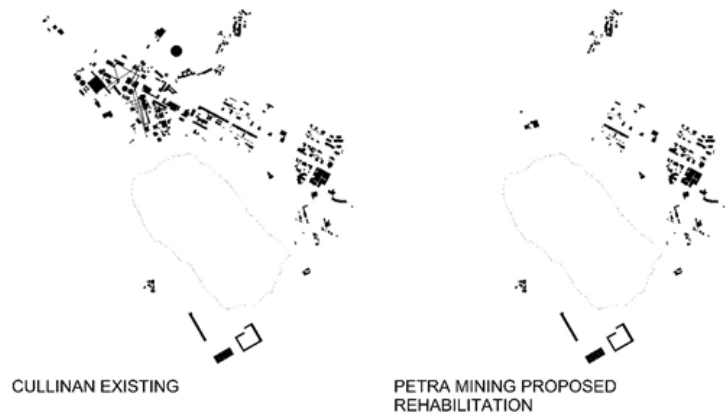 CULLINAN EXISTING
PETRA MINING PROPOSED
REHABILITATION